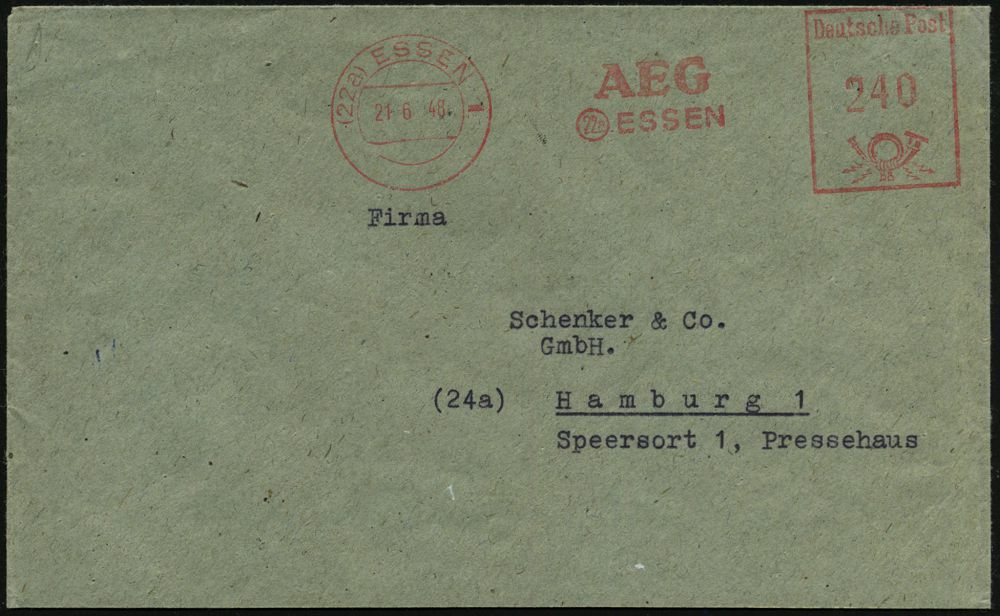 (22a) ESSEN 1
21.6 48.
AEG
22a ESSEN
Deutsche Post
240
Firma
Schenker & Co.
GmbH.
(24a) Hamburg 1
Speersort 1, Pressehaus